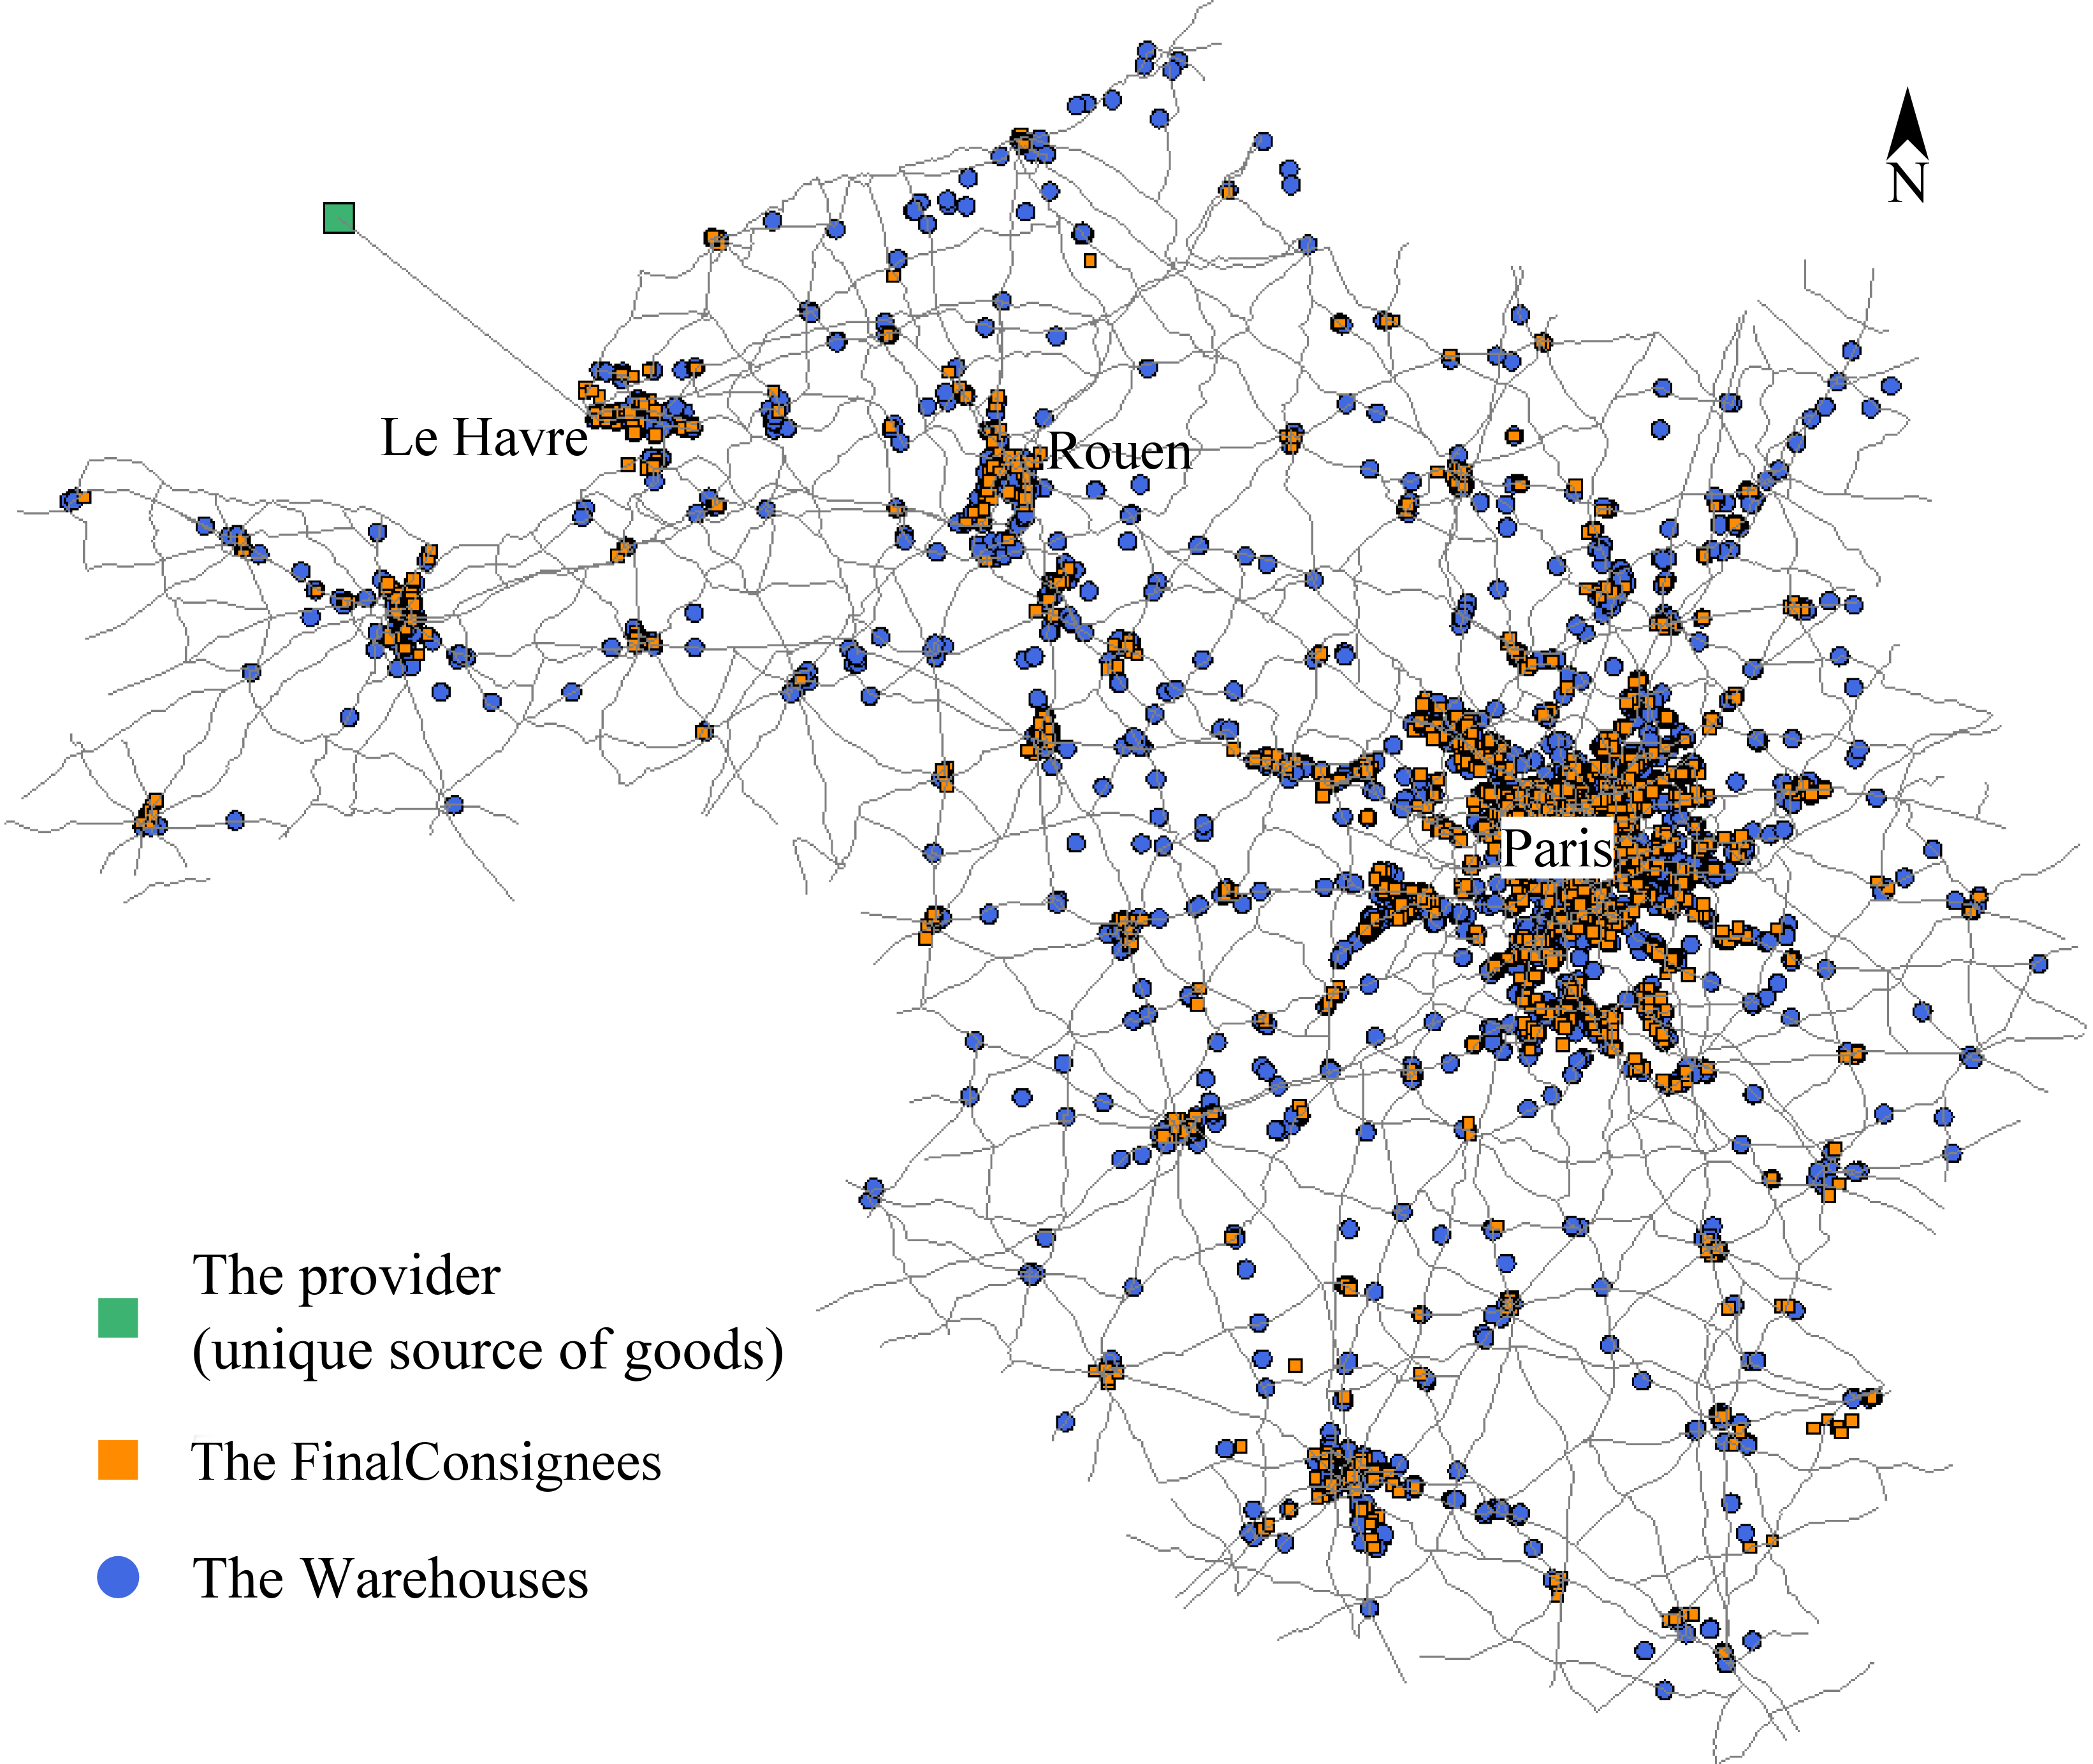 N
Le Havre
Rouen
Paris
The provider
(unique source of goods)
The FinalConsignees
The Warehouses